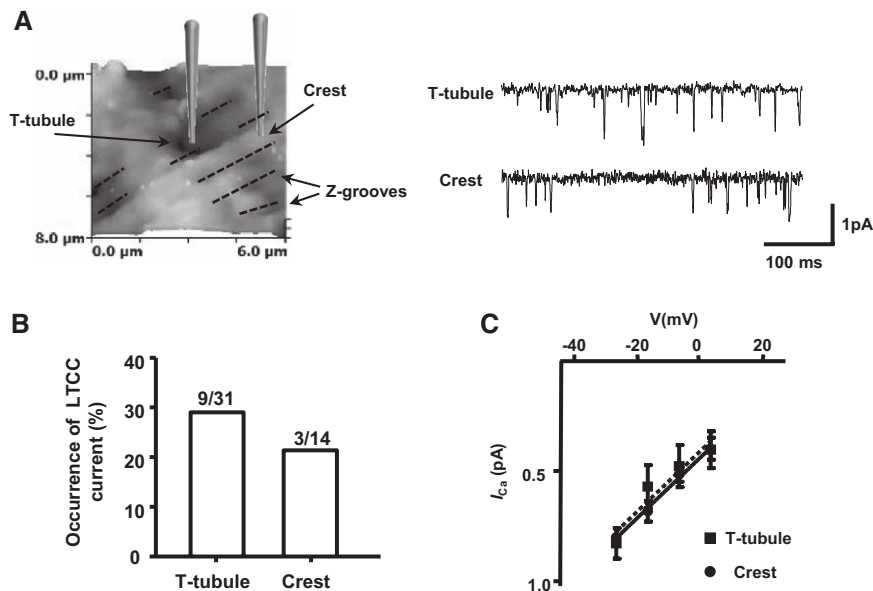 A
0.0 µm
T-tubule
Crest
Z-grooves
8.0 µm
0.0 µm
6.0 µm
T-tubule
Crest
1pA
100 ms
B
Occurrence of LTCC
current (%)
40
30
20
10
0
9/31
3/14
T-tubule
Crest
C
V(mV)
-40
-20
0
20
I_Ca (pA)
0.5
1.0
T-tubule
Crest